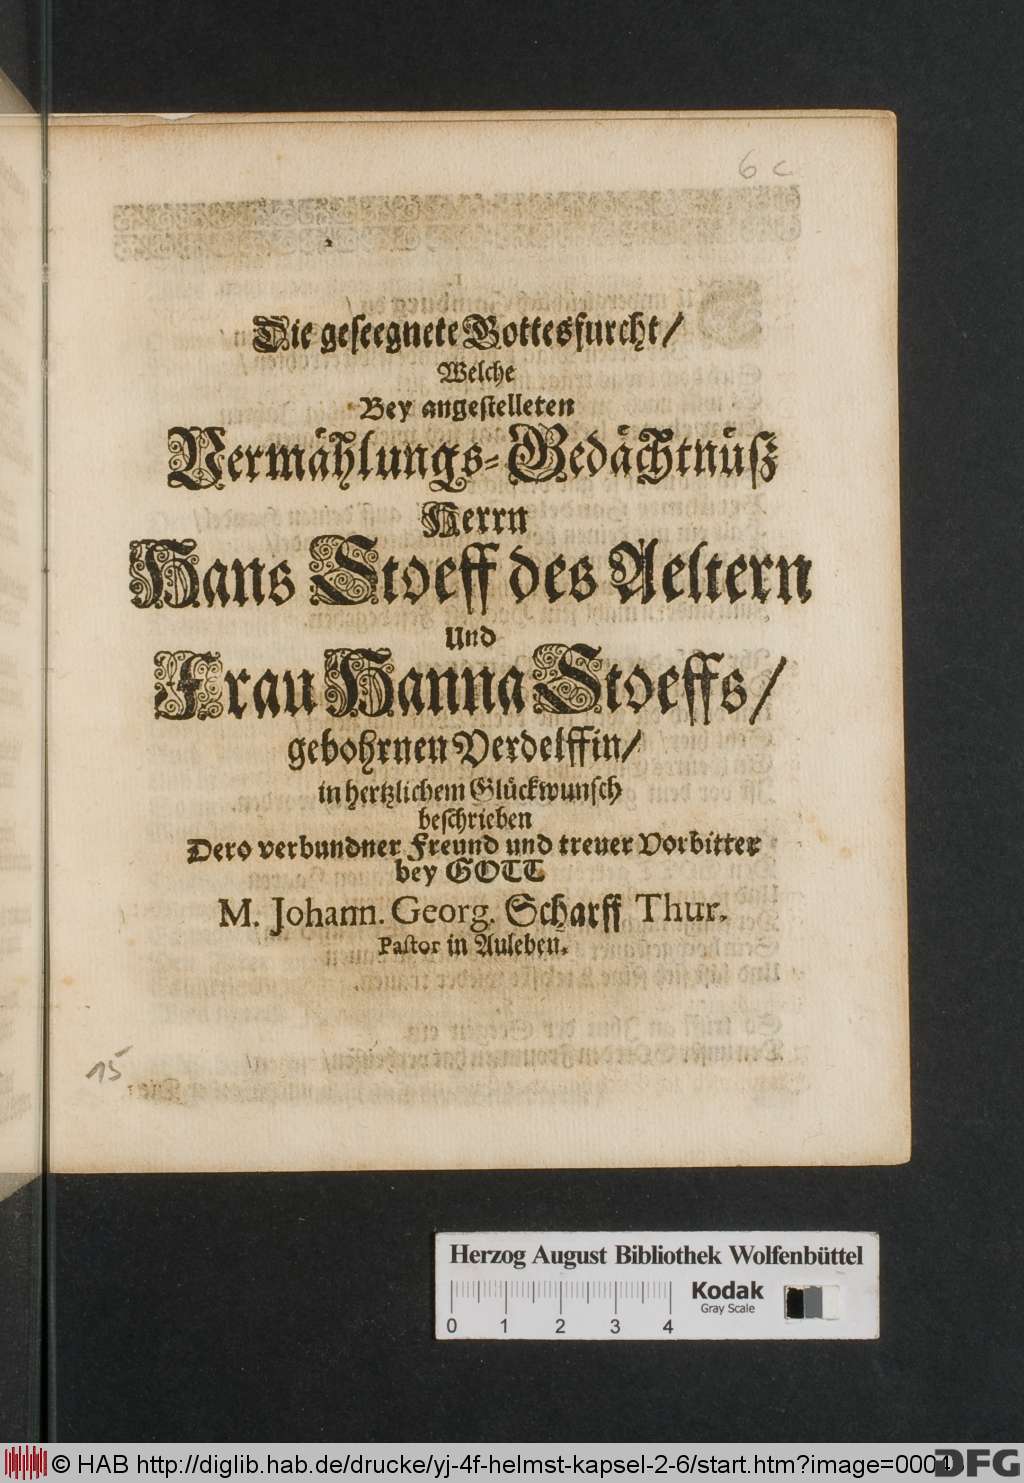 6 c
Die geseegnete Gottesfurcht/
Welche
Bey angestelleten
Vermählungs-Gedächtnüß
Herrn
Hans Stoeff des Aeltern
Und
Frau Hanna Stoeffs/
gebohrnen Verdelffin/
in hertzlichem Glückwunsch
beschrieben
Dero verbundner Freund und treuer Vorbitter
bey GOTT
M. Johann. Georg. Scharff Thur.
Pastor in Auleben.
15
Herzog August Bibliothek Wolfenbüttel
Kodak
Gray Scale
0 1 2 3 4
© HAB http://diglib.hab.de/drucke/yj-4f-helmst-kapsel-2-6/start.htm?image=0004
DFG